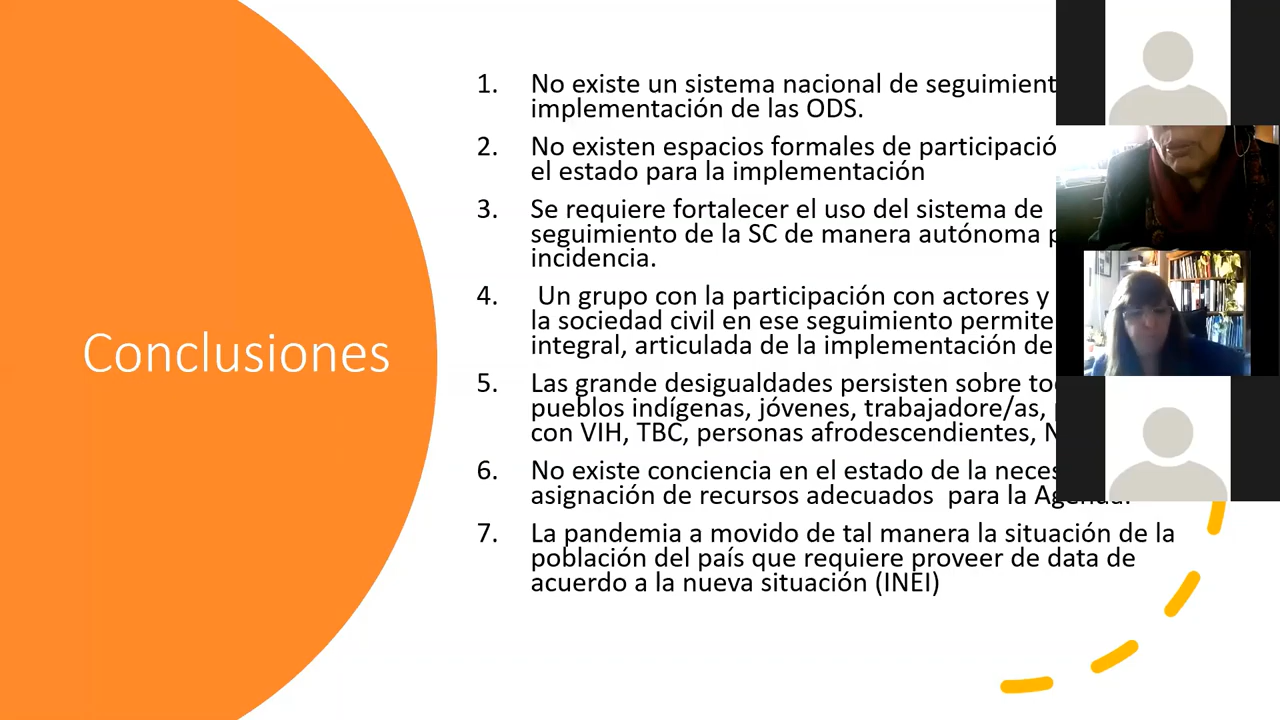 Conclusiones
1. No existe un sistema nacional de
implementación de las ODS.
2. No existen espacios formales de
el estado para la implementación
3. Se requiere fortalecer el uso del sistema de
seguimiento de la SC de manera autónoma
incidencia.
4. Un grupo con la participación con actores y
la sociedad civil en ese seguimiento permite
integral, articulada de la implementación de
5. Las grande desigualdades persisten sobre
pueblos indígenas, jóvenes, trabajadore/as,
con VIH, TBC, personas afrodescendientes,
6. No existe conciencia en el estado de la
asignación de recursos adecuados para la
7. La pandemia a movido de tal manera la situación de la
población del país que requiere proveer de data de
acuerdo a la nueva situación (INEI)